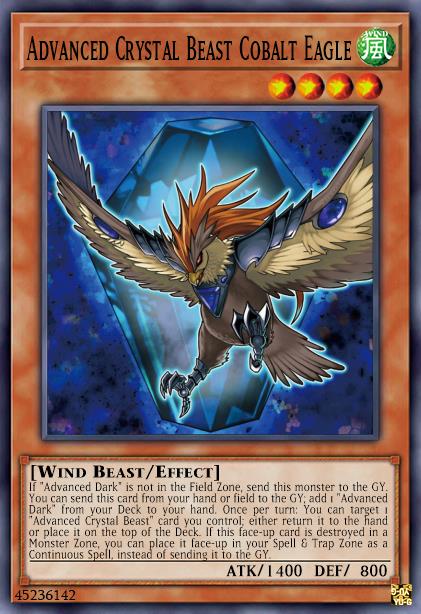 ADVANCED CRYSTAL BEAST COBALT EAGLE
WIND
風
[WIND BEAST/EFFECT]
If "Advanced Dark" is not in the Field Zone, send this monster to the GY.
You can send this card from your hand or field to the GY; add 1 "Advanced
Dark" from your Deck to your hand. Once per turn: You can target 1
"Advanced Crystal Beast" card you control; either return it to the hand
or place it on the top of the Deck. If this face-up card is destroyed in a
Monster Zone, you can place it face-up in your Spell & Trap Zone as a
Continuous Spell, instead of sending it to the GY.
ATK/1400 DEF/ 800
45236142